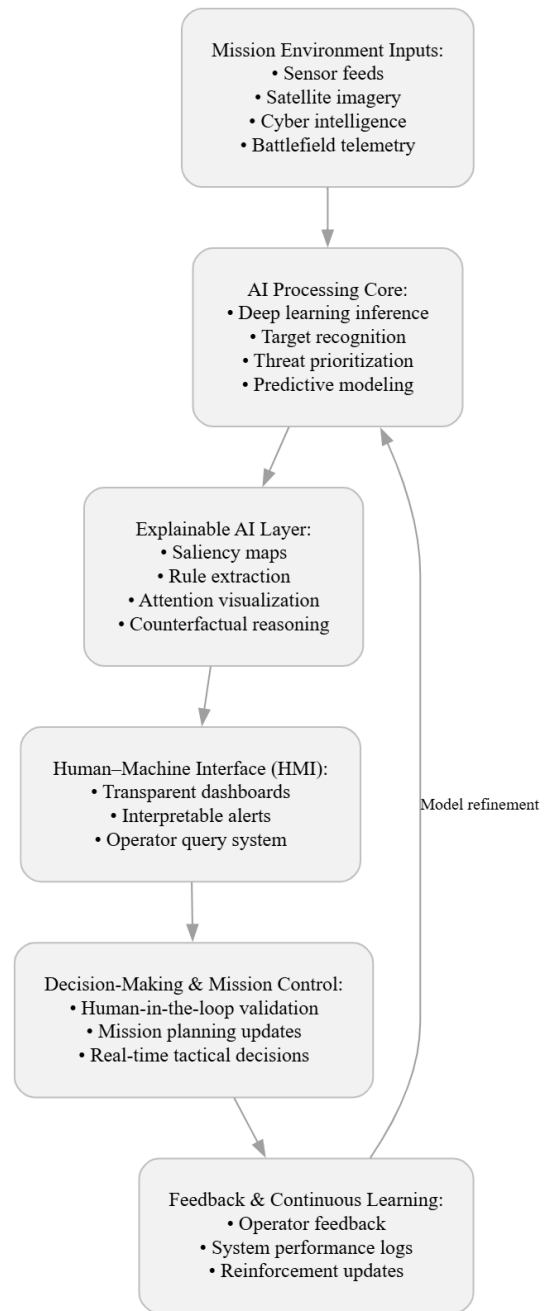 Mission Environment Inputs:
• Sensor feeds
• Satellite imagery
• Cyber intelligence
• Battlefield telemetry
AI Processing Core:
• Deep learning inference
• Target recognition
• Threat prioritization
• Predictive modeling
Explainable AI Layer:
• Saliency maps
• Rule extraction
• Attention visualization
• Counterfactual reasoning
Human–Machine Interface (HMI):
• Transparent dashboards
• Interpretable alerts
• Operator query system
Model refinement
Decision-Making & Mission Control:
• Human-in-the-loop validation
• Mission planning updates
• Real-time tactical decisions
Feedback & Continuous Learning:
• Operator feedback
• System performance logs
• Reinforcement updates